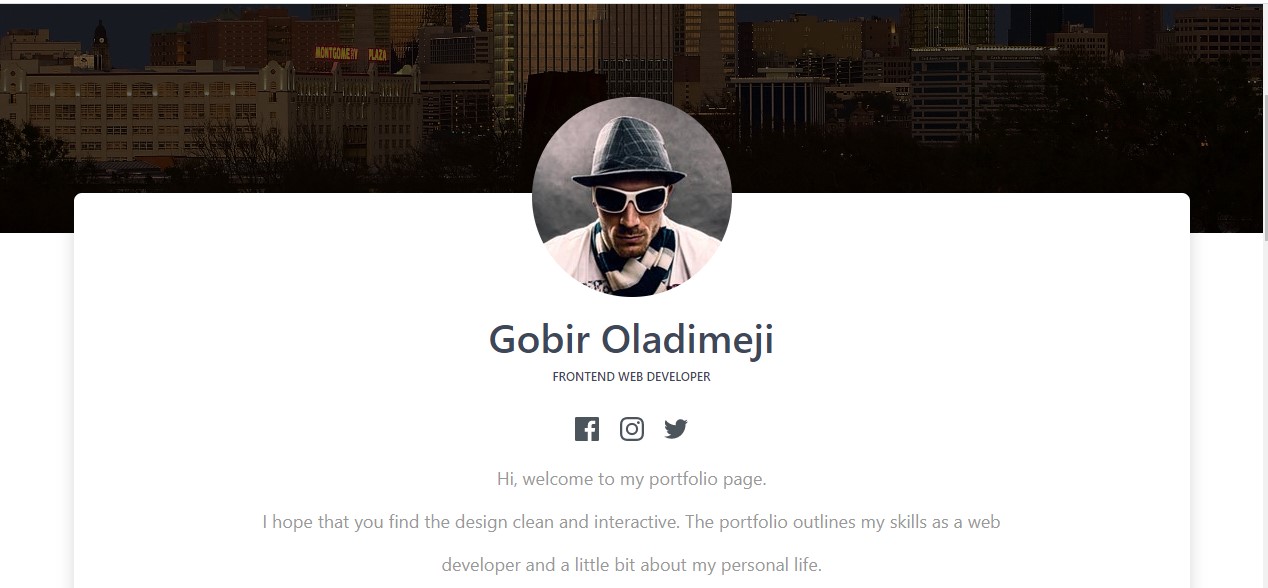 MONTGOMERY PLAZA
Gobir Oladimeji
FRONTEND WEB DEVELOPER
Hi, welcome to my portfolio page.
I hope that you find the design clean and interactive. The portfolio outlines my skills as a web
developer and a little bit about my personal life.